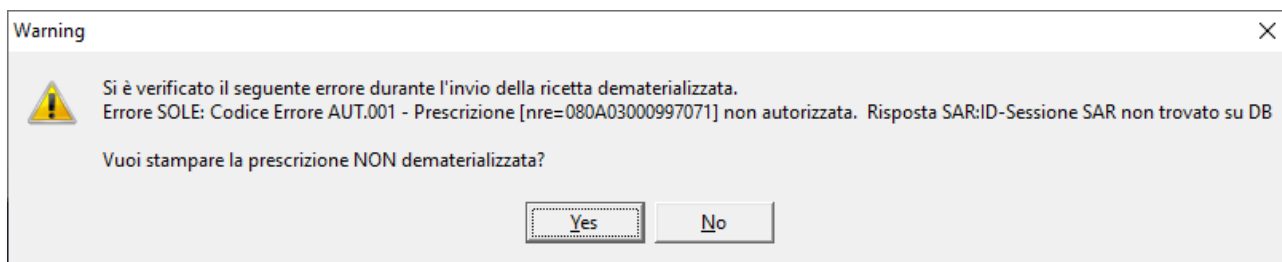 Warning
Si è verificato il seguente errore durante l'invio della ricetta dematerializzata.
Errore SOLE: Codice Errore AUT.001 - Prescrizione [nre=080A03000997071] non autorizzata.  Risposta SAR:ID-Sessione SAR non trovato su DB
Vuoi stampare la prescrizione NON dematerializzata?
Yes
No